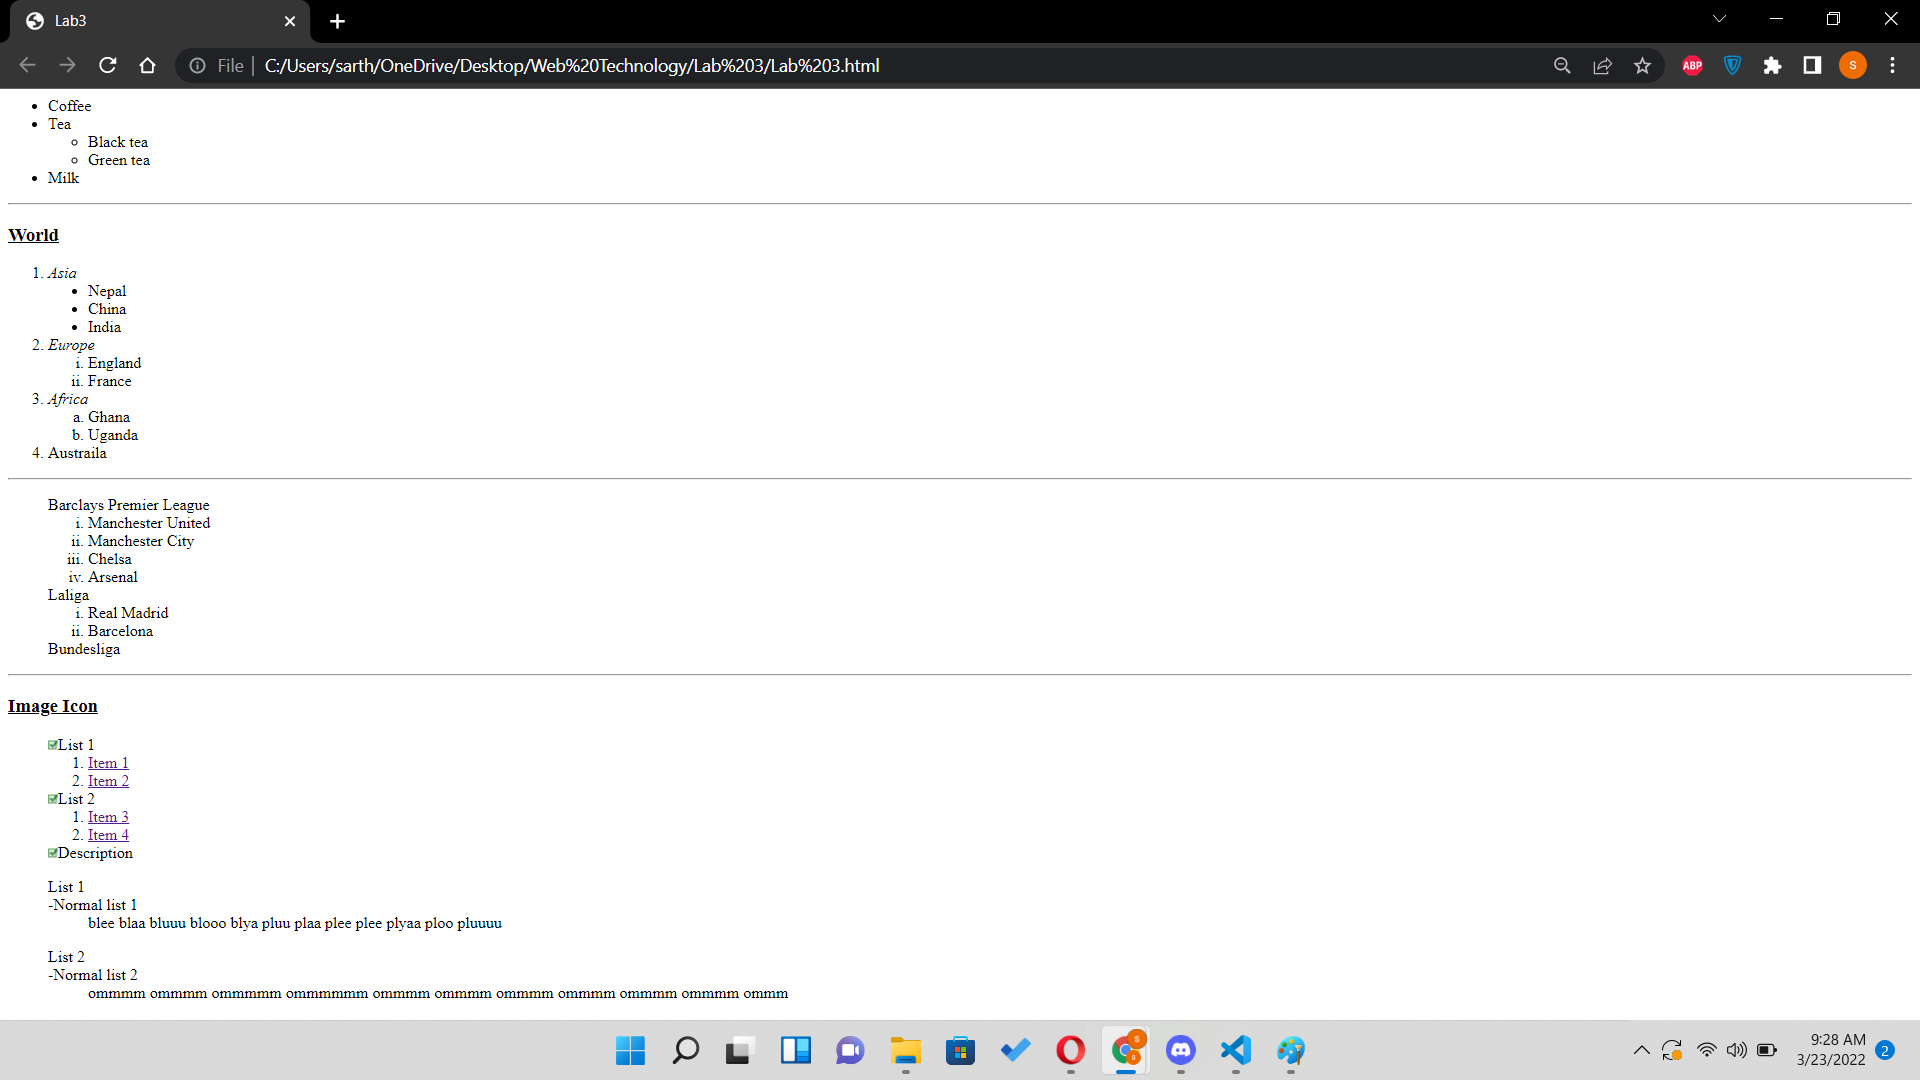 Lab3
File
C:/Users/sarth/OneDrive/Desktop/Web%20Technology/Lab%203/Lab%203.html
ABP
S
• Coffee
• Tea
◦ Black tea
◦ Green tea
• Milk
World
1. Asia
• Nepal
• China
• India
2. Europe
i. England
ii. France
3. Africa
a. Ghana
b. Uganda
4. Austraila
Barclays Premier League
i. Manchester United
ii. Manchester City
iii. Chelsa
iv. Arsenal
Laliga
i. Real Madrid
ii. Barcelona
Bundesliga
Image Icon
List 1
1. Item 1
2. Item 2
List 2
1. Item 3
2. Item 4
Description
List 1
-Normal list 1
blee blaa bluuu blooo blya pluu plaa plee plee plyaa ploo pluuuu
List 2
-Normal list 2
ommmm ommmm ommmmm ommmmmm ommmm ommmm ommmm ommmm ommmm ommmm ommm
9:28 AM
3/23/2022
2